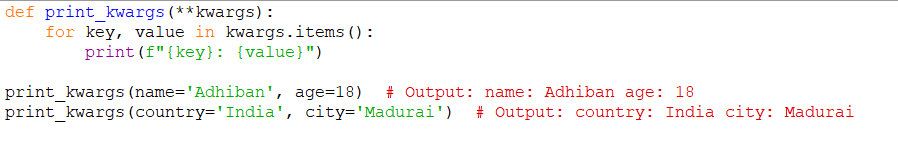 def print_kwargs(**kwargs):
    for key, value in kwargs.items():
        print(f"{key}: {value}")

print_kwargs(name='Adhiban', age=18)  # Output: name: Adhiban age: 18
print_kwargs(country='India', city='Madurai')  # Output: country: India city: Madurai